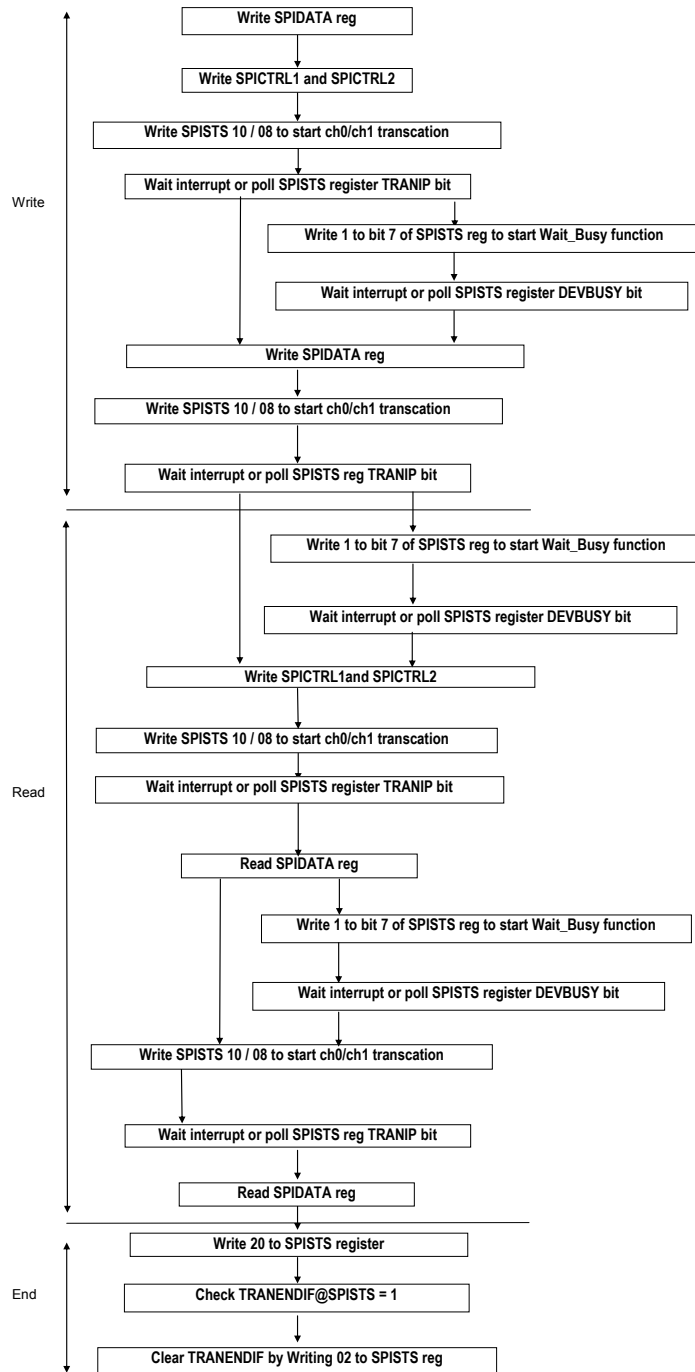 Write SPIDATA reg
Write SPICTRL1 and SPICTRL2
Write SPISTS 10 / 08 to start ch0/ch1 transcation
Wait interrupt or poll SPISTS register TRANIP bit
Write
Write 1 to bit 7 of SPISTS reg to start Wait_Busy function
Wait interrupt or poll SPISTS register DEVBUSY bit
Write SPIDATA reg
Write SPISTS 10 / 08 to start ch0/ch1 transcation
Wait interrupt or poll SPISTS reg TRANIP bit
Write 1 to bit 7 of SPISTS reg to start Wait_Busy function
Wait interrupt or poll SPISTS register DEVBUSY bit
Write SPICTRL1and SPICTRL2
Write SPISTS 10 / 08 to start ch0/ch1 transcation
Wait interrupt or poll SPISTS register TRANIP bit
Read
Read SPIDATA reg
Write 1 to bit 7 of SPISTS reg to start Wait_Busy function
Wait interrupt or poll SPISTS register DEVBUSY bit
Write SPISTS 10 / 08 to start ch0/ch1 transcation
Wait interrupt or poll SPISTS reg TRANIP bit
Read SPIDATA reg
Write 20 to SPISTS register
End
Check TRANENDIF@SPISTS = 1
Clear TRANENDIF by Writing 02 to SPISTS reg